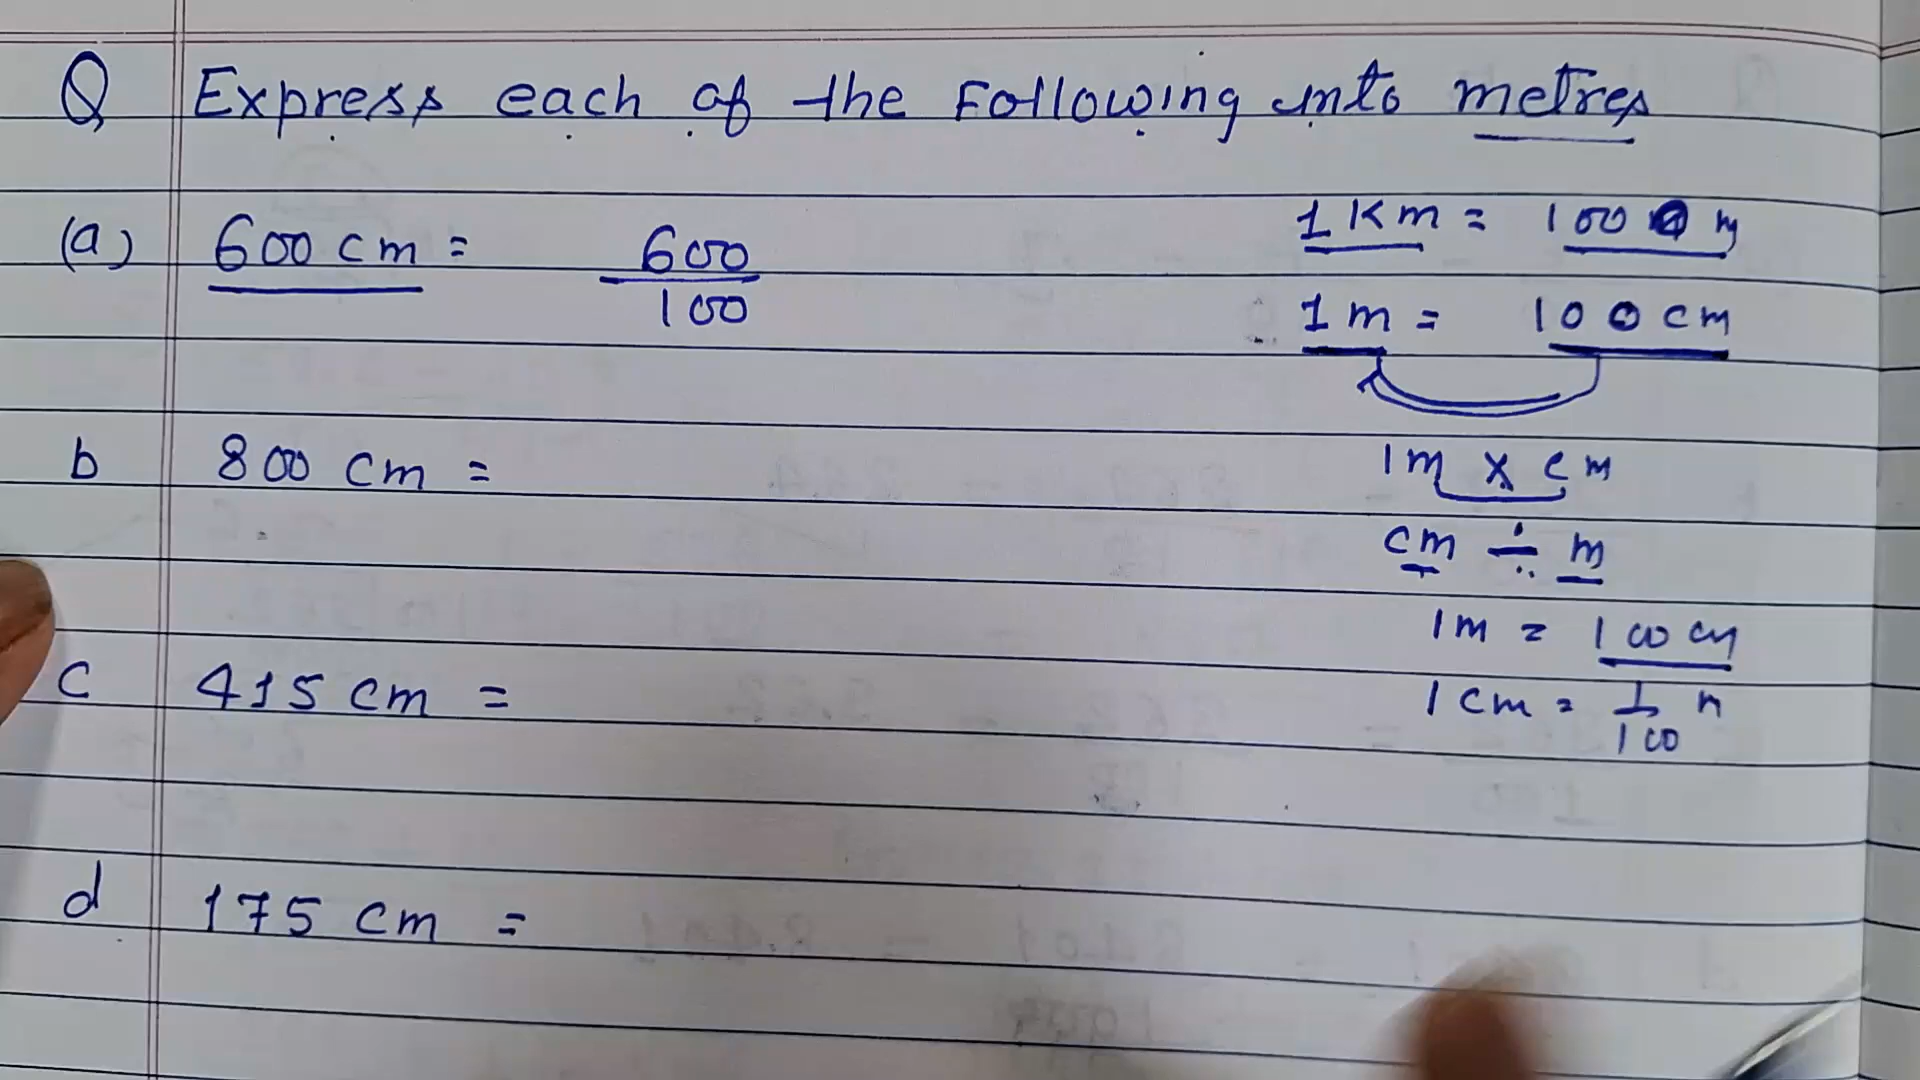 Q Express each of the Following into metres
(a) 600 cm = 600/100
1 Km = 1000 m
1 m = 100 cm
b 800 cm =
1m × cm
cm ÷ m
1m = 100 cm
c 415 cm =
1 cm = 1/100 m
d 175 cm =